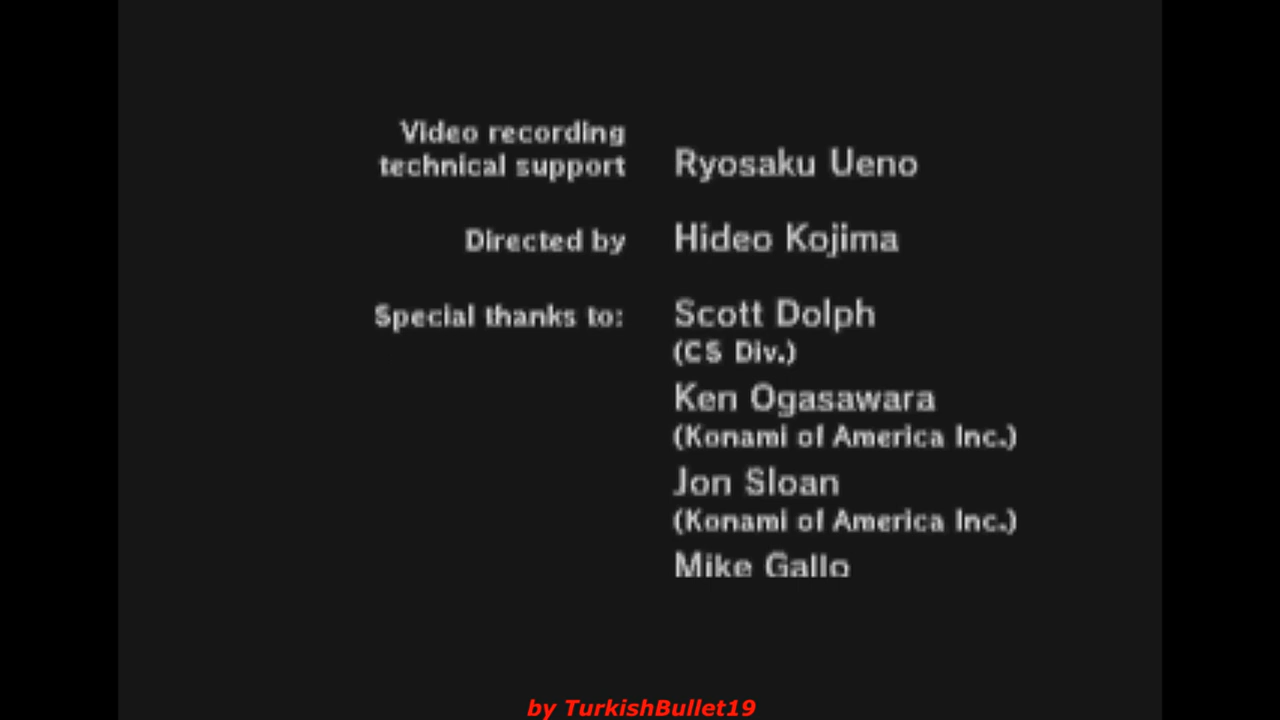 Video recording
technical support Ryosaku Ueno
Directed by Hideo Kojima
Special thanks to: Scott Dolph
(CS Div.)
Ken Ogasawara
(Konami of America Inc.)
Jon Sloan
(Konami of America Inc.)
Mike Gallo
by TurkishBullet19